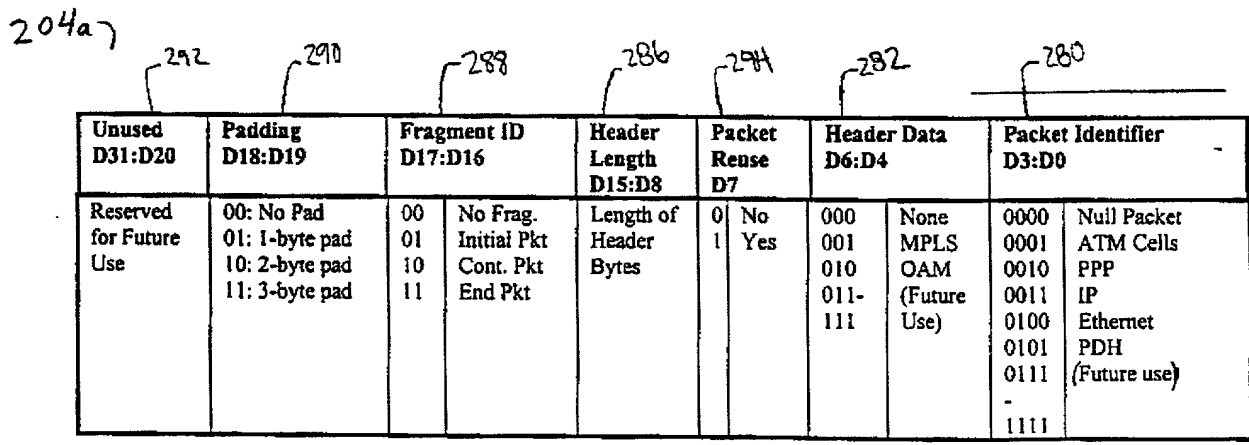 204a
292 290 288 286 294 282 280
Unused D31:D20 | Padding D18:D19 | Fragment ID D17:D16 | Header Length D15:D8 | Packet Reuse D7 | Header Data D6:D4 | Packet Identifier D3:D0
Reserved | 00: No Pad | 00 | No Frag. | Length of | 0 | No | 000 | None | 0000 | Null Packet
for Future | 01: 1-byte pad | 01 | Initial Pkt | Header | 1 | Yes | 001 | MPLS | 0001 | ATM Cells
Use | 10: 2-byte pad | 10 | Cont. Pkt | Bytes | 010 | OAM | 0010 | PPP
11: 3-byte pad | 11 | End Pkt | 011- | (Future | 0011 | IP
111 | Use) | 0100 | Ethernet
0101 | PDH
0111 | (Future use)
-
1111